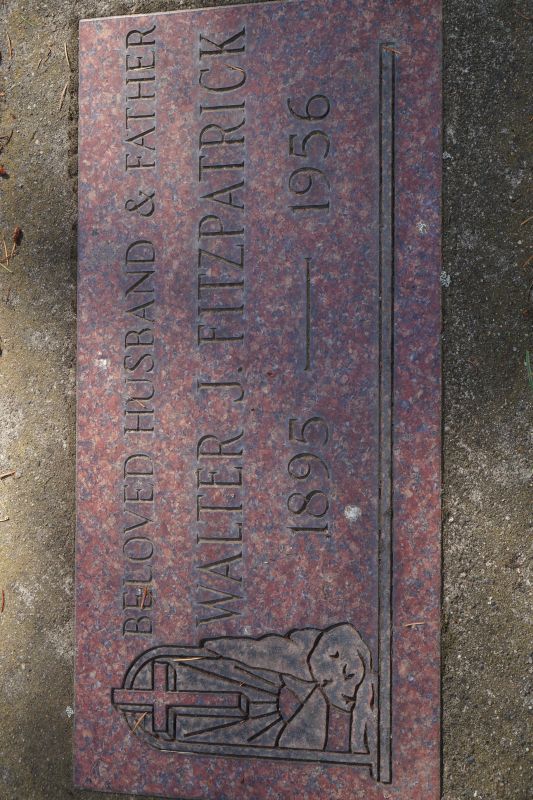 BELOVED HUSBAND & FATHER
WALTER J. FITZPATRICK
1895 — 1956